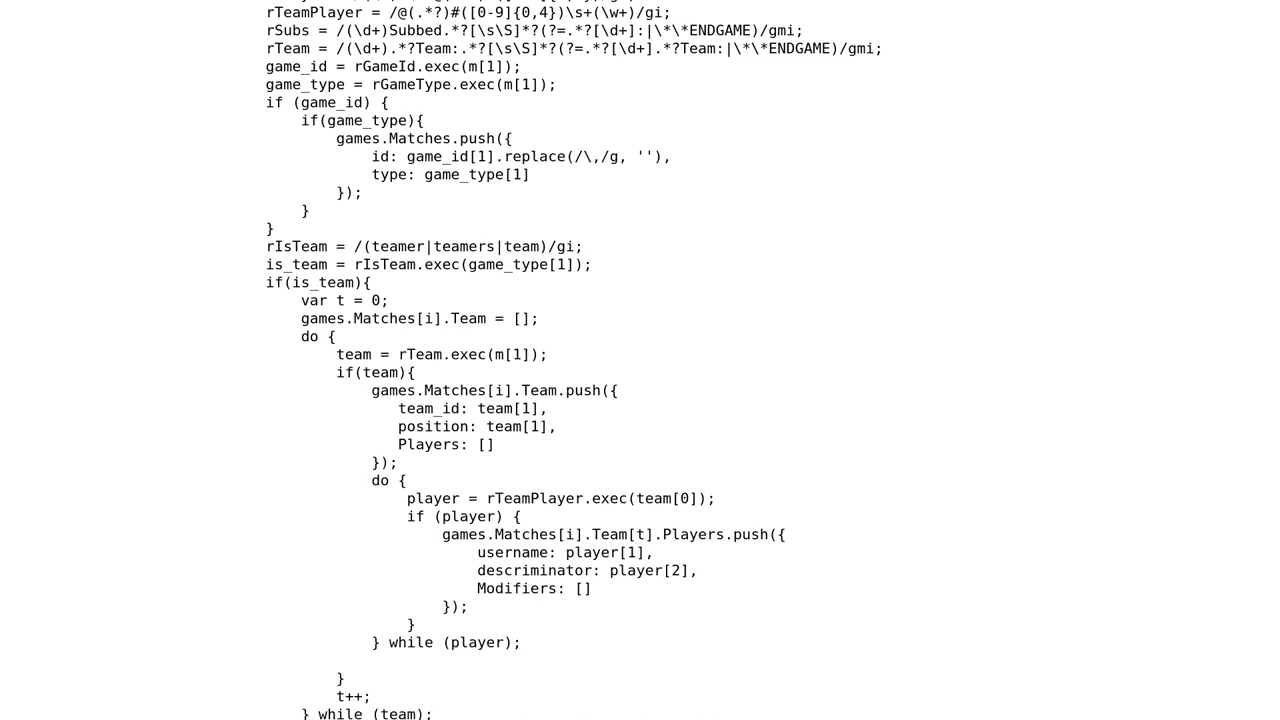 rTeamPlayer = /@(.*?)#([0-9]{0,4})\s+(\w+)/gi;
rSubs = /(\d+)Subbed.*?[\s\S]*?(?=.*?[\d+]:|\*\*ENDGAME)/gmi;
rTeam = /(\d+).*?Team:.*?[\s\S]*?(?=.*?[\d+].*?Team:|\*\*ENDGAME)/gmi;
game_id = rGameId.exec(m[1]);
game_type = rGameType.exec(m[1]);
if (game_id) {
    if(game_type){
        games.Matches.push({
            id: game_id[1].replace(/\,/g, ''),
            type: game_type[1]
        });
    }
}
rIsTeam = /(teamer|teamers|team)/gi;
is_team = rIsTeam.exec(game_type[1]);
if(is_team){
    var t = 0;
    games.Matches[i].Team = [];
    do {
        team = rTeam.exec(m[1]);
        if(team){
            games.Matches[i].Team.push({
               team_id: team[1],
               position: team[1],
               Players: []
            });
            do {
                player = rTeamPlayer.exec(team[0]);
                if (player) {
                    games.Matches[i].Team[t].Players.push({
                        username: player[1],
                        descriminator: player[2],
                        Modifiers: []
                    });
                }
            } while (player);

        }
        t++;
    } while (team);